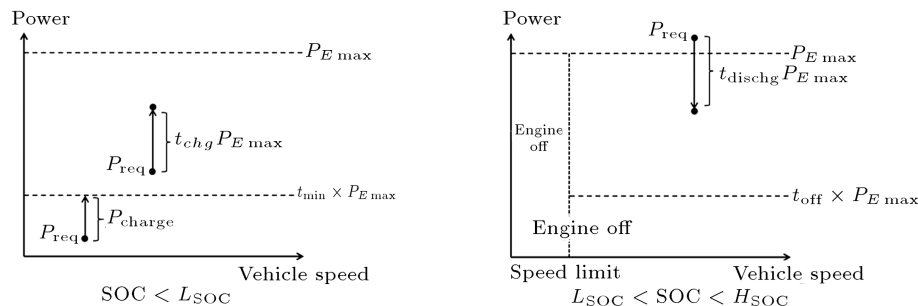 Power
P_E max
t_chg P_E max
P_req
t_min × P_E max
P_charge
P_req
Vehicle speed
SOC < L_SOC
Power
P_req
P_E max
t_dischg P_E max
Engine
off
t_off × P_E max
Engine off
Speed limit
Vehicle speed
L_SOC < SOC < H_SOC